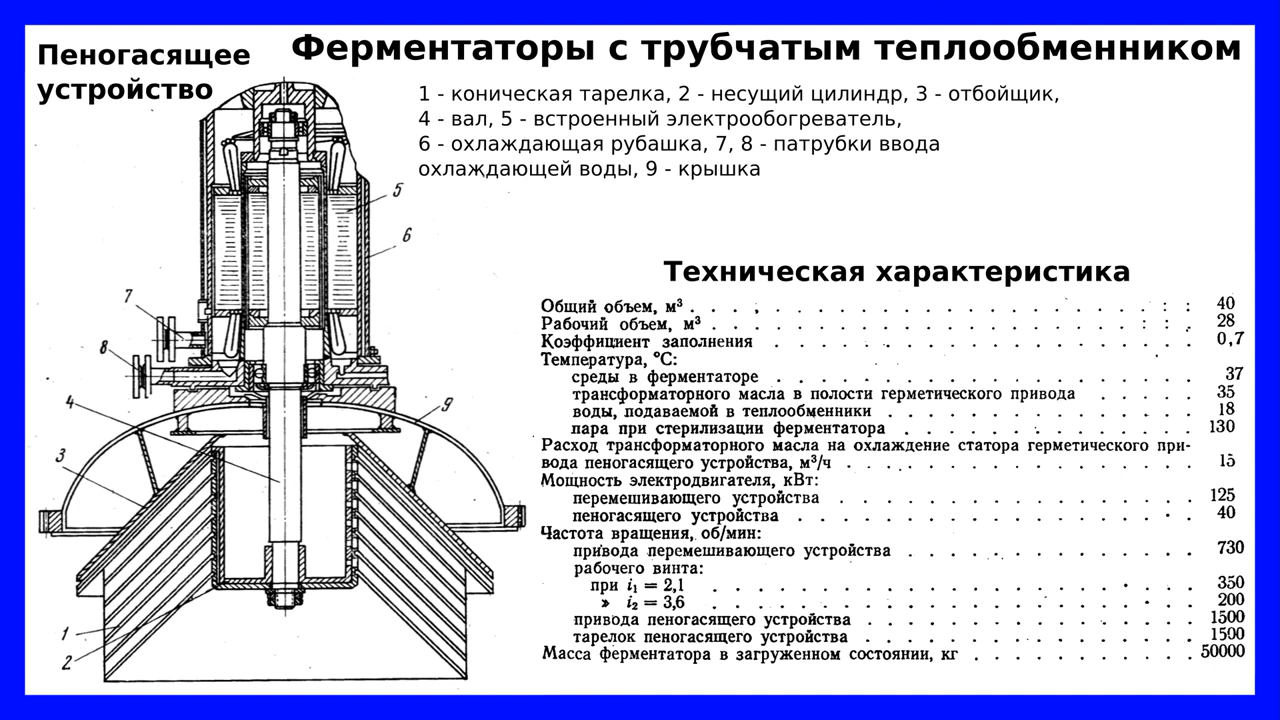 Пеногасящее
устройство
Ферментаторы с трубчатым теплообменником
1 - коническая тарелка, 2 - несущий цилиндр, 3 - отбойщик,
4 - вал, 5 - встроенный электрообогреватель,
6 - охлаждающая рубашка, 7, 8 - патрубки ввода
охлаждающей воды, 9 - крышка
5
6
7
8
4
9
3
1
2
Техническая характеристика
Общий объем, м³ . . . . . . . . . . . . . . . . . . . . 40
Рабочий объем, м³ . . . . . . . . . . . . . . . . . . . . 28
Коэффициент заполнения . . . . . . . . . . . . . . . . . 0,7
Температура, °С:
среды в ферментаторе . . . . . . . . . . . . . . . . . 37
трансформаторного масла в полости герметического привода . . . . . 35
воды, подаваемой в теплообменники . . . . . . . . . . . . . 18
пара при стерилизации ферментатора . . . . . . . . . . . . 130
Расход трансформаторного масла на охлаждение статора герметического при-
вода пеногасящего устройства, м³/ч . . . . . . . . . . . . . . 15
Мощность электродвигателя, кВт:
перемешивающего устройства . . . . . . . . . . . . . . 125
пеногасящего устройства . . . . . . . . . . . . . . . . 40
Частота вращения, об/мин:
привода перемешивающего устройства . . . . . . . . . . . . 730
рабочего винта:
при i₁ = 2,1 . . . . . . . . . . . . . . . . . . 350
» i₂ = 3,6 . . . . . . . . . . . . . . . . . . 200
привода пеногасящего устройства . . . . . . . . . . . . . 1500
тарелок пеногасящего устройства . . . . . . . . . . . . . 1500
Масса ферментатора в загруженном состоянии, кг . . . . . . . . . 50000